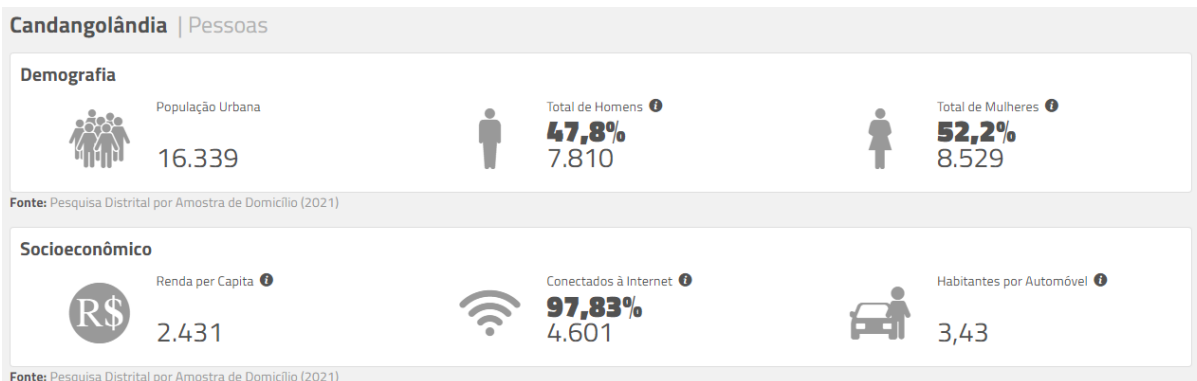 Candangolândia | Pessoas
Demografia
População Urbana
16.339
Total de Homens i
47,8%
7.810
Total de Mulheres i
52,2%
8.529
Fonte: Pesquisa Distrital por Amostra de Domicílio (2021)
Socioeconômico
R$
Renda per Capita i
2.431
Conectados à Internet i
97,83%
4.601
Habitantes por Automóvel i
3,43
Fonte: Pesquisa Distrital por Amostra de Domicílio (2021)